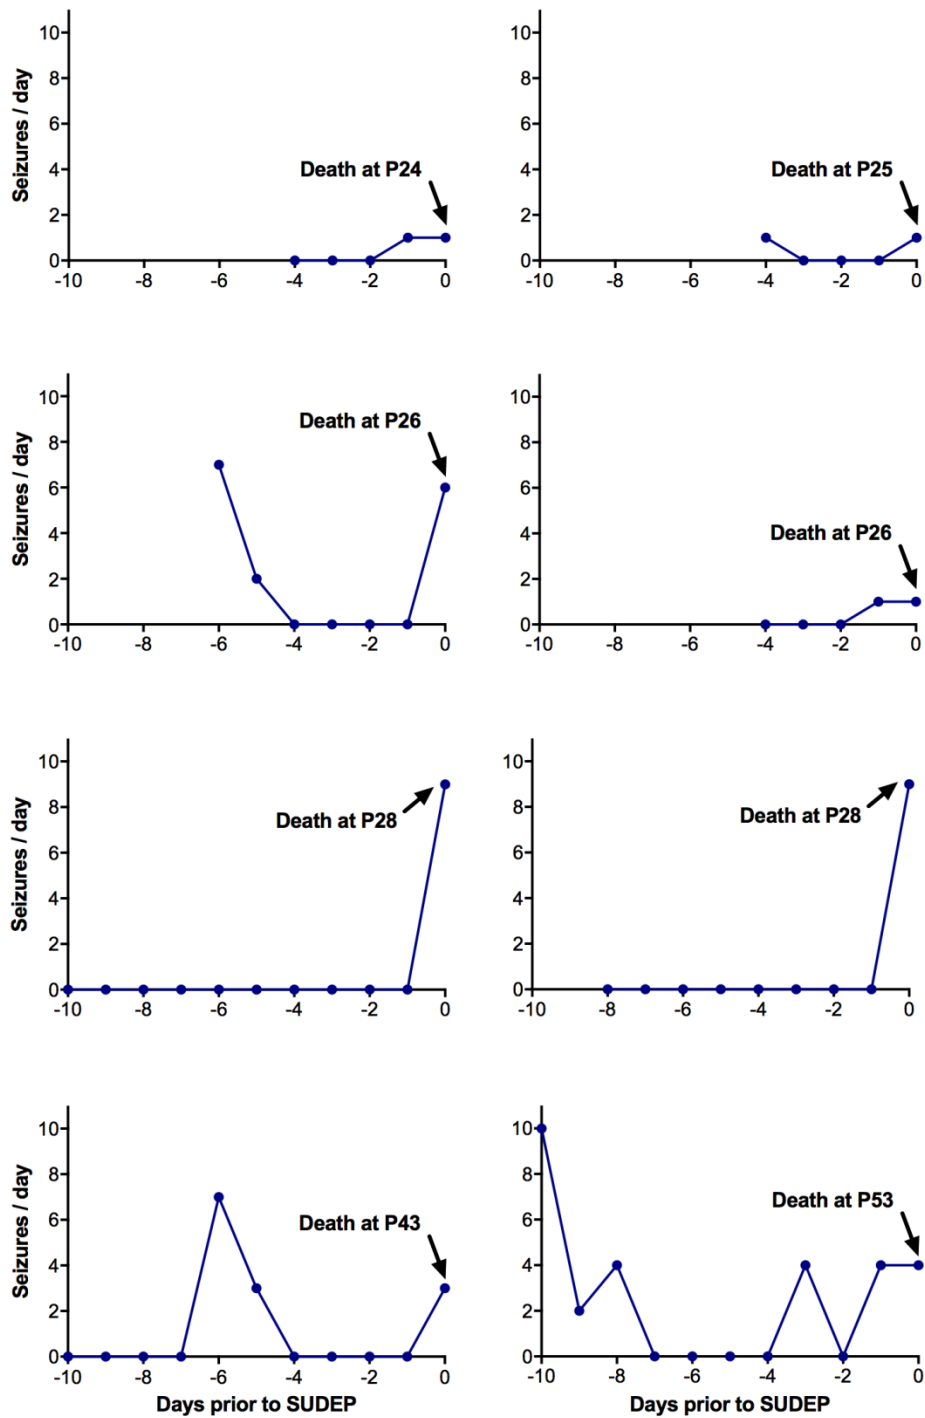 Seizures / day
10
8
6
4
2
0
Death at P24
-10 -8 -6 -4 -2 0
10
8
6
4
2
0
Death at P25
-10 -8 -6 -4 -2 0
Seizures / day
10
8
6
4
2
0
Death at P26
-10 -8 -6 -4 -2 0
10
8
6
4
2
0
Death at P26
-10 -8 -6 -4 -2 0
Seizures / day
10
8
6
4
2
0
Death at P28
-10 -8 -6 -4 -2 0
10
8
6
4
2
0
Death at P28
-10 -8 -6 -4 -2 0
Seizures / day
10
8
6
4
2
0
Death at P43
-10 -8 -6 -4 -2 0
Days prior to SUDEP
10
8
6
4
2
0
Death at P53
-10 -8 -6 -4 -2 0
Days prior to SUDEP